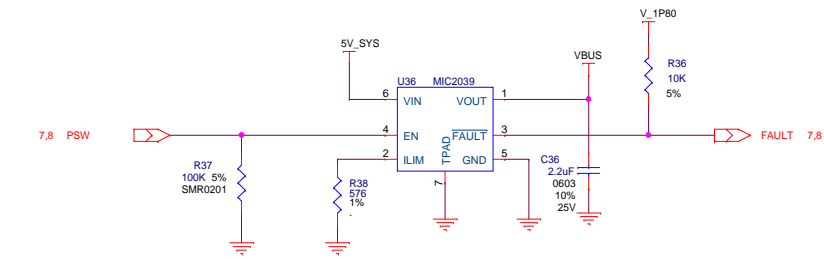 V_1P80
5V_SYS
VBUS
R36
10K
5%
U36 MIC2039
6 VIN VOUT 1
7,8 PSW
4 EN FAULT 3
FAULT 7,8
2 ILIM GND 5
TPAD
7
R37
100K 5%
SMR0201
R38
576
1%
.
C36
2.2uF
0603
10%
25V